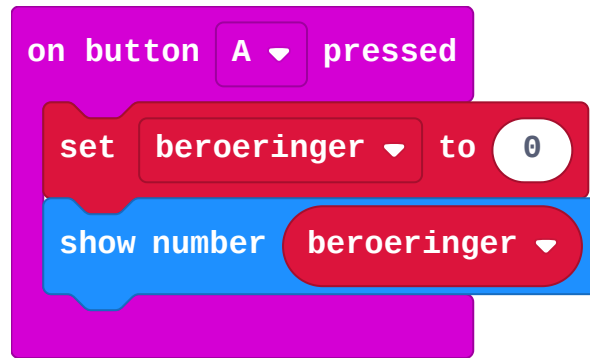 on button A pressed
set beroeringer to 0
show number beroeringer